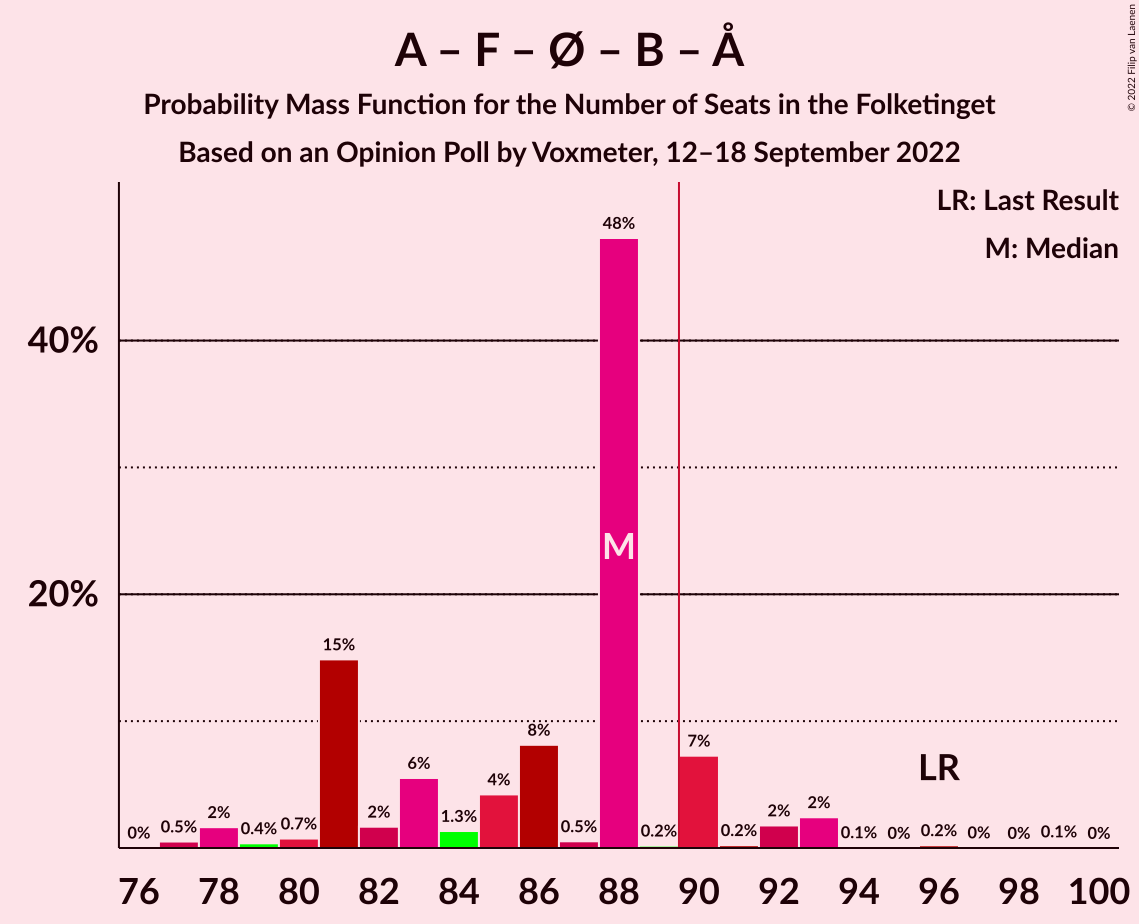 A – F – Ø – B – Å
Probability Mass Function for the Number of Seats in the Folketinget
Based on an Opinion Poll by Voxmeter, 12–18 September 2022
© 2022 Filip van Laenen
LR: Last Result
M: Median
40%
20%
0% 0.5% 2% 0.4% 0.7% 15% 2% 6% 1.3% 4% 8% 0.5% 48% 0.2% 7% 0.2% 2% 2% 0.1% 0% 0.2% 0% 0% 0.1% 0%
M
LR
76 78 80 82 84 86 88 90 92 94 96 98 100